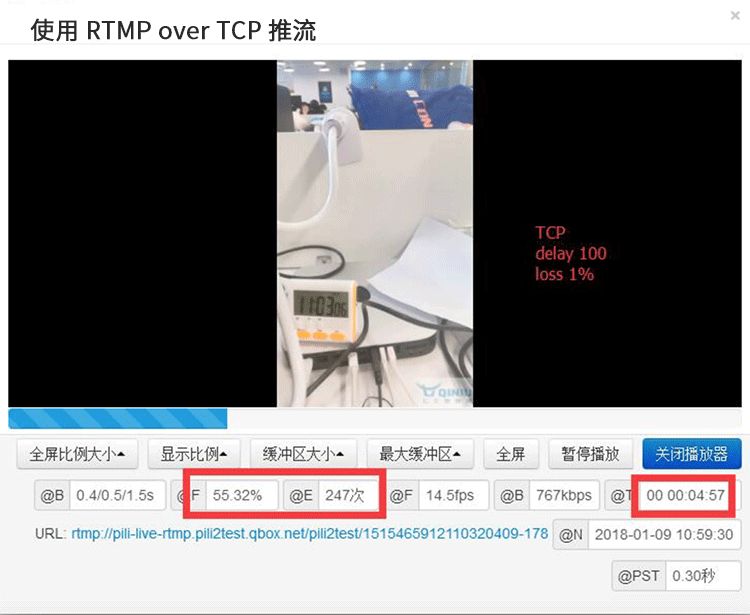 使用 RTMP over TCP 推流
×
TCP
delay 100
loss 1%
11:03 06
QINIU
全屏比例大小 显示比例 缓冲区大小 最大缓冲区 全屏 暂停播放 关闭播放器
@B 0.4/0.5/1.5s @F 55.32% @E 247次 @F 14.5fps @B 767kbps @T 00 00:04:57
URL: rtmp://pili-live-rtmp.pili2test.qbox.net/pili2test/1515465912110320409-178 @N 2018-01-09 10:59:30
@PST 0.30秒